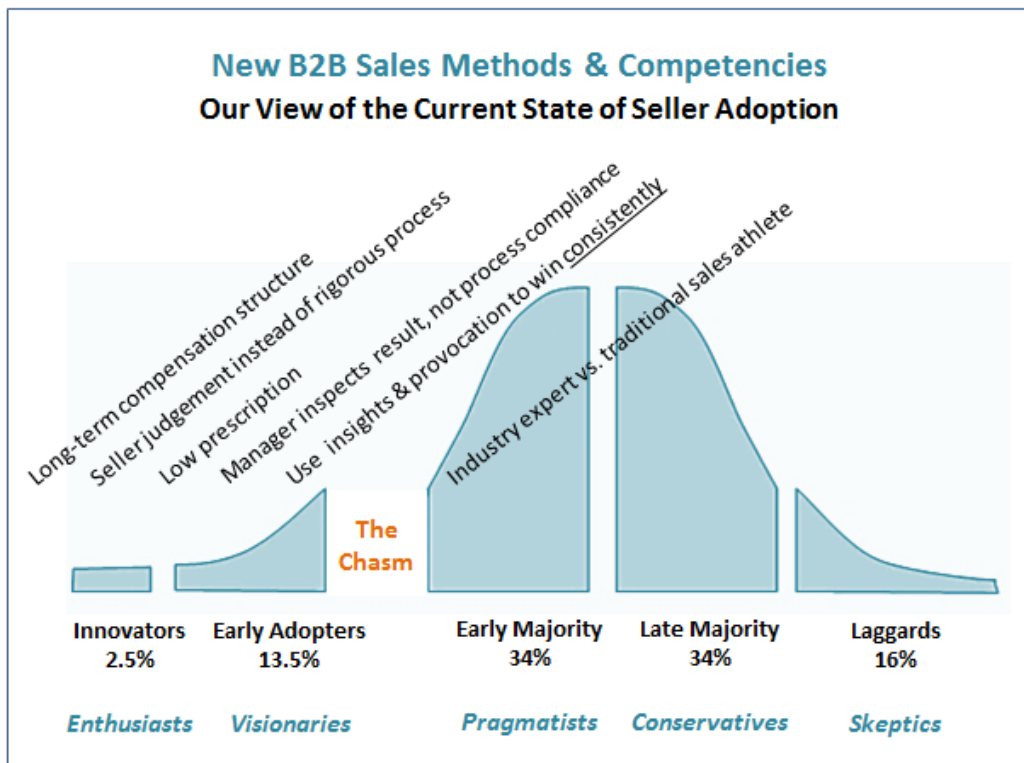 New B2B Sales Methods & Competencies
Our View of the Current State of Seller Adoption
Long-term compensation structure
Seller judgement instead of rigorous process
Low prescription
Manager inspects result, not process compliance
Use insights & provocation to win consistently
Industry expert vs. traditional sales athlete
The
Chasm
Innovators
2.5%
Early Adopters
13.5%
Early Majority
34%
Late Majority
34%
Laggards
16%
Enthusiasts
Visionaries
Pragmatists
Conservatives
Skeptics